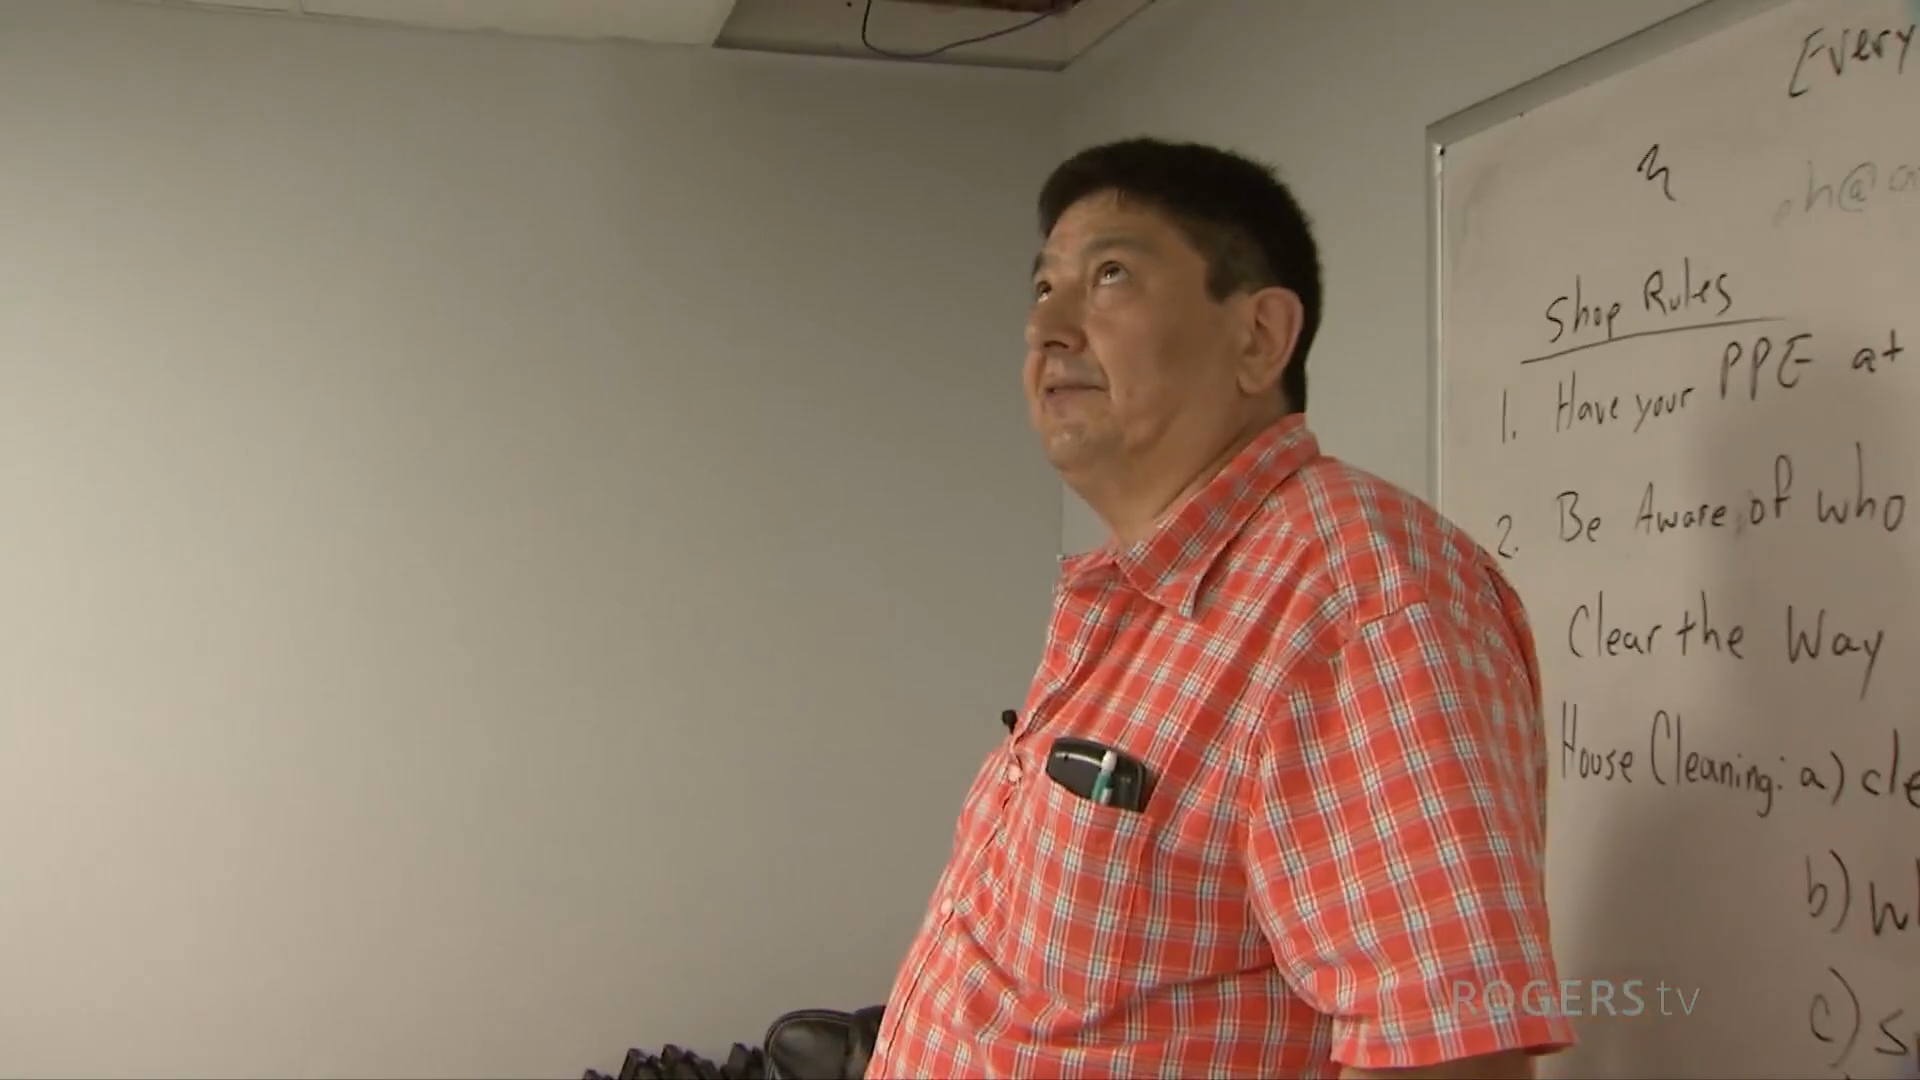 Every
h@a
Shop Rules
1. Have your PPE at
2. Be Aware of who
Clear the Way
House Cleaning: a) cle
b) wh
c) s
ROGERS tv